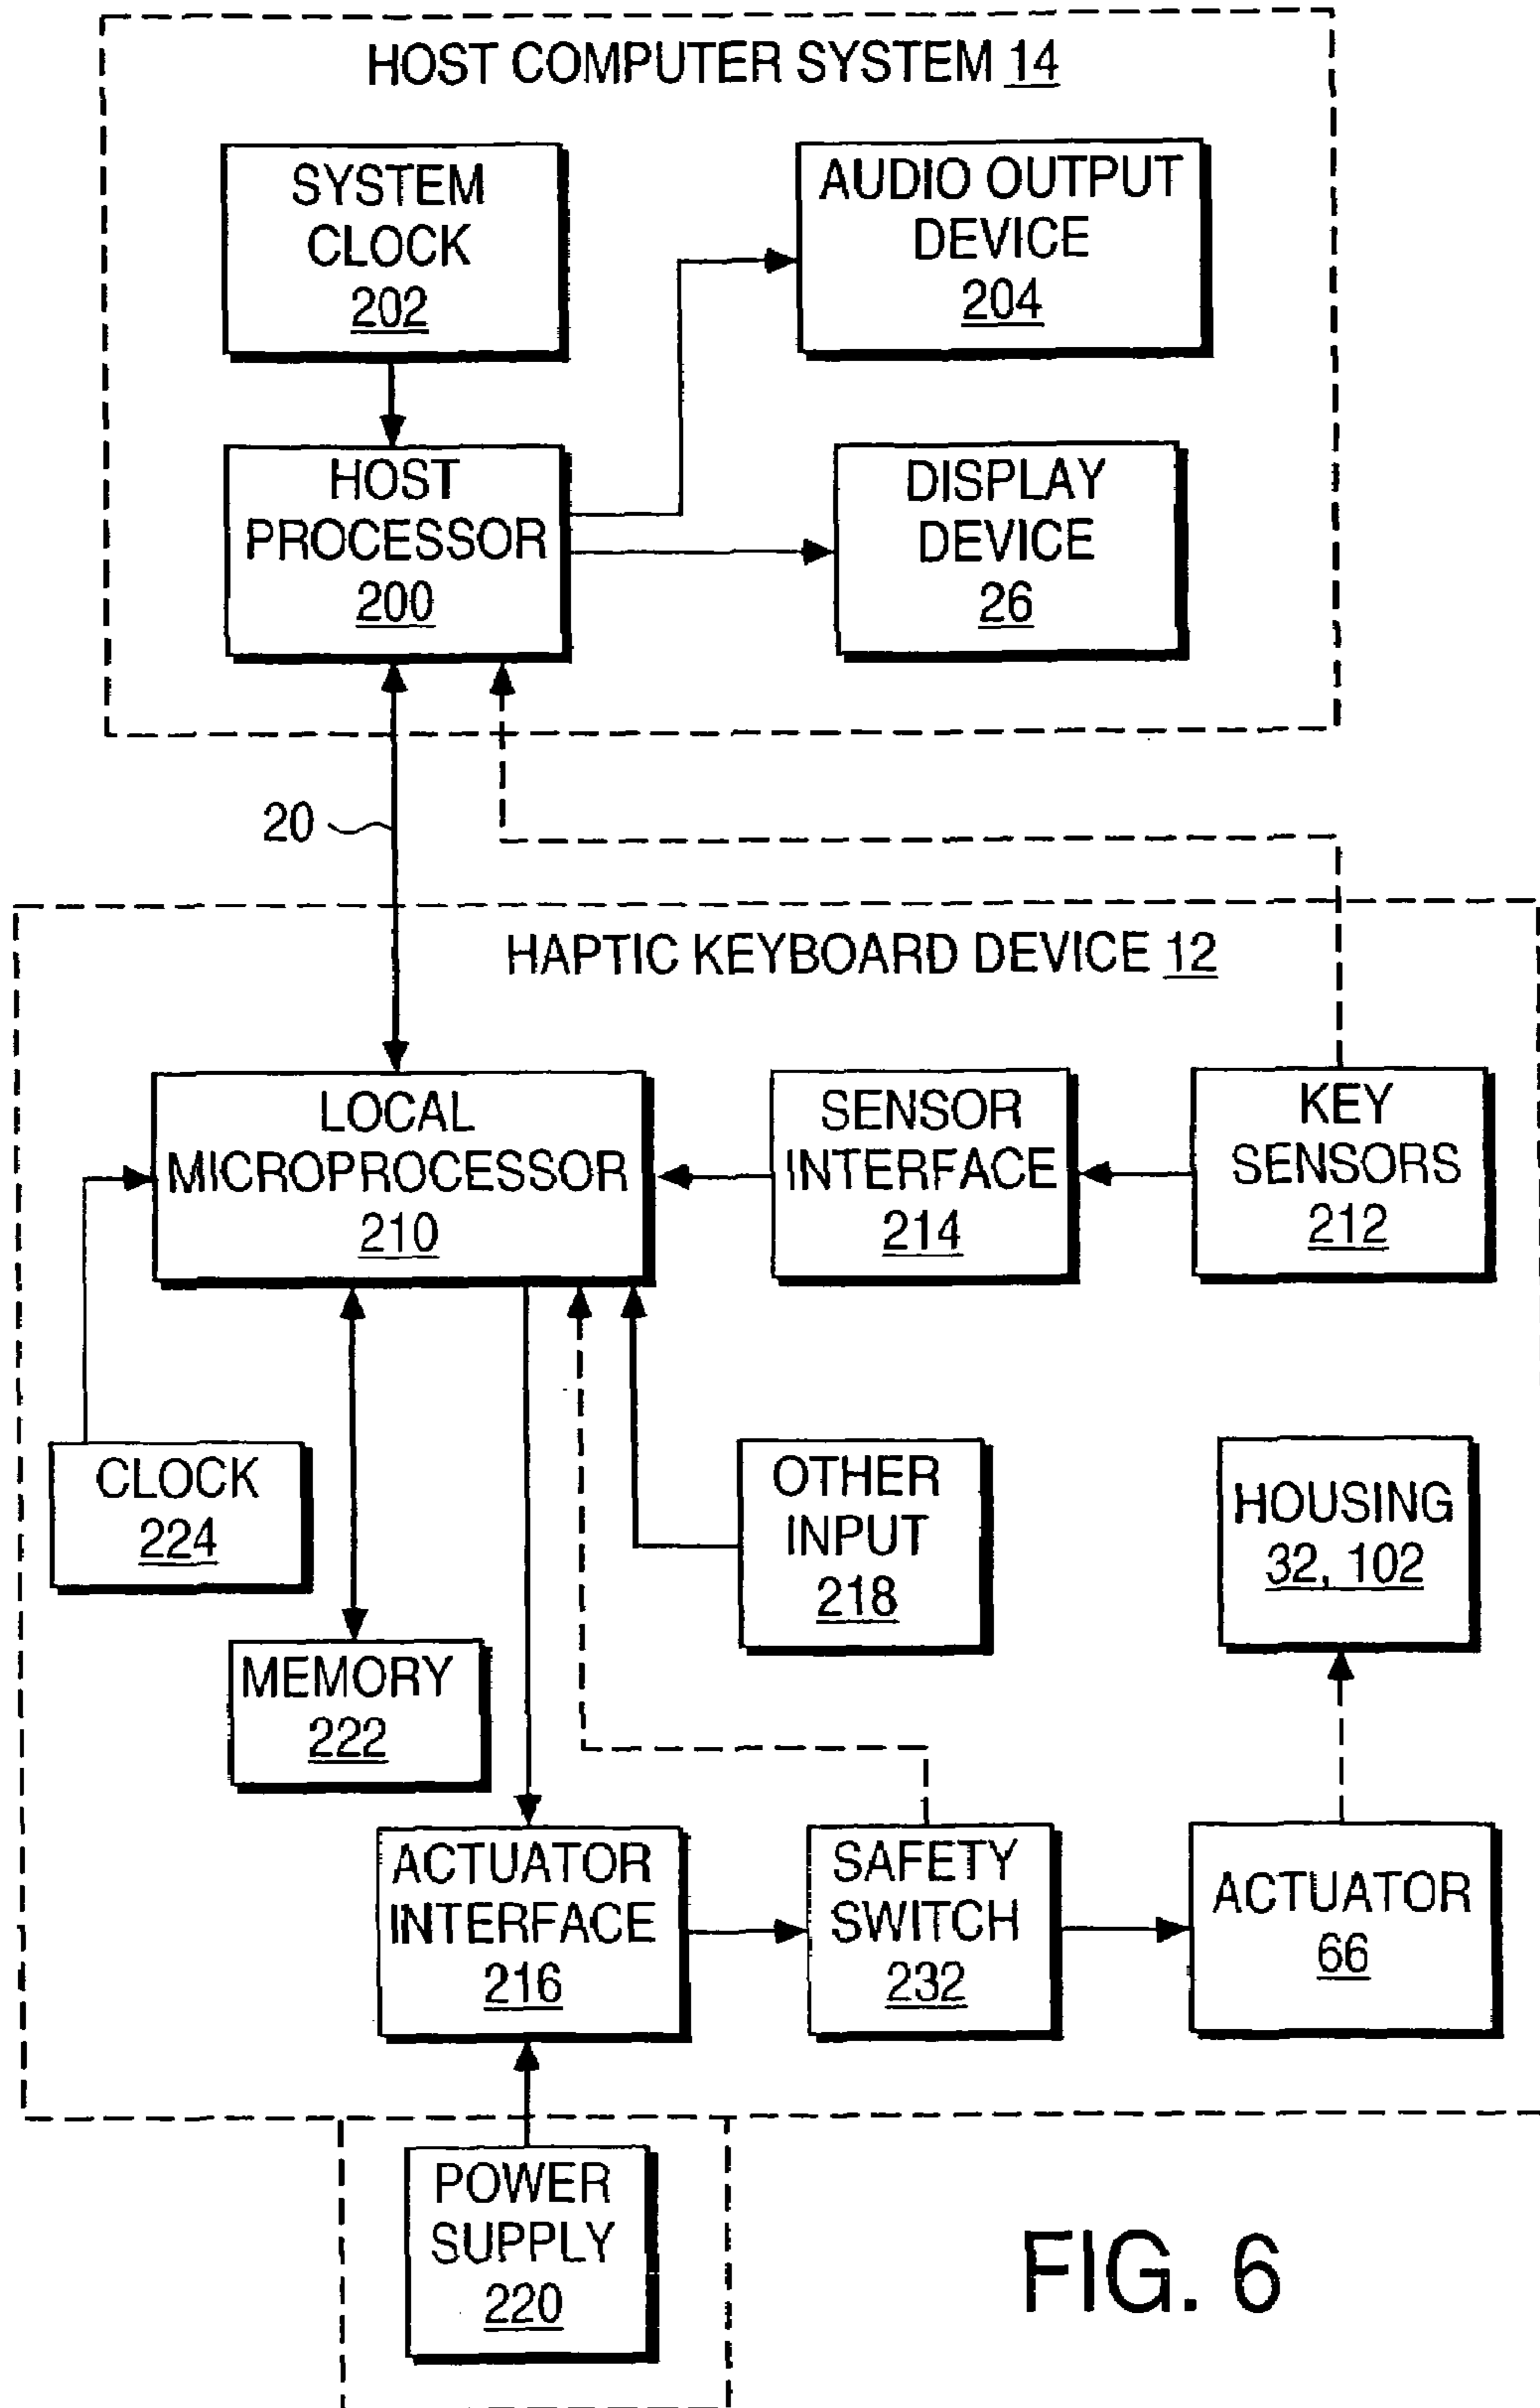 HOST COMPUTER SYSTEM 14
SYSTEM
CLOCK
202
AUDIO OUTPUT
DEVICE
204
HOST
PROCESSOR
200
DISPLAY
DEVICE
26
20
HAPTIC KEYBOARD DEVICE 12
LOCAL
MICROPROCESSOR
210
SENSOR
INTERFACE
214
KEY
SENSORS
212
CLOCK
224
OTHER
INPUT
218
HOUSING
32, 102
MEMORY
222
ACTUATOR
INTERFACE
216
SAFETY
SWITCH
232
ACTUATOR
66
POWER
SUPPLY
220
FIG. 6